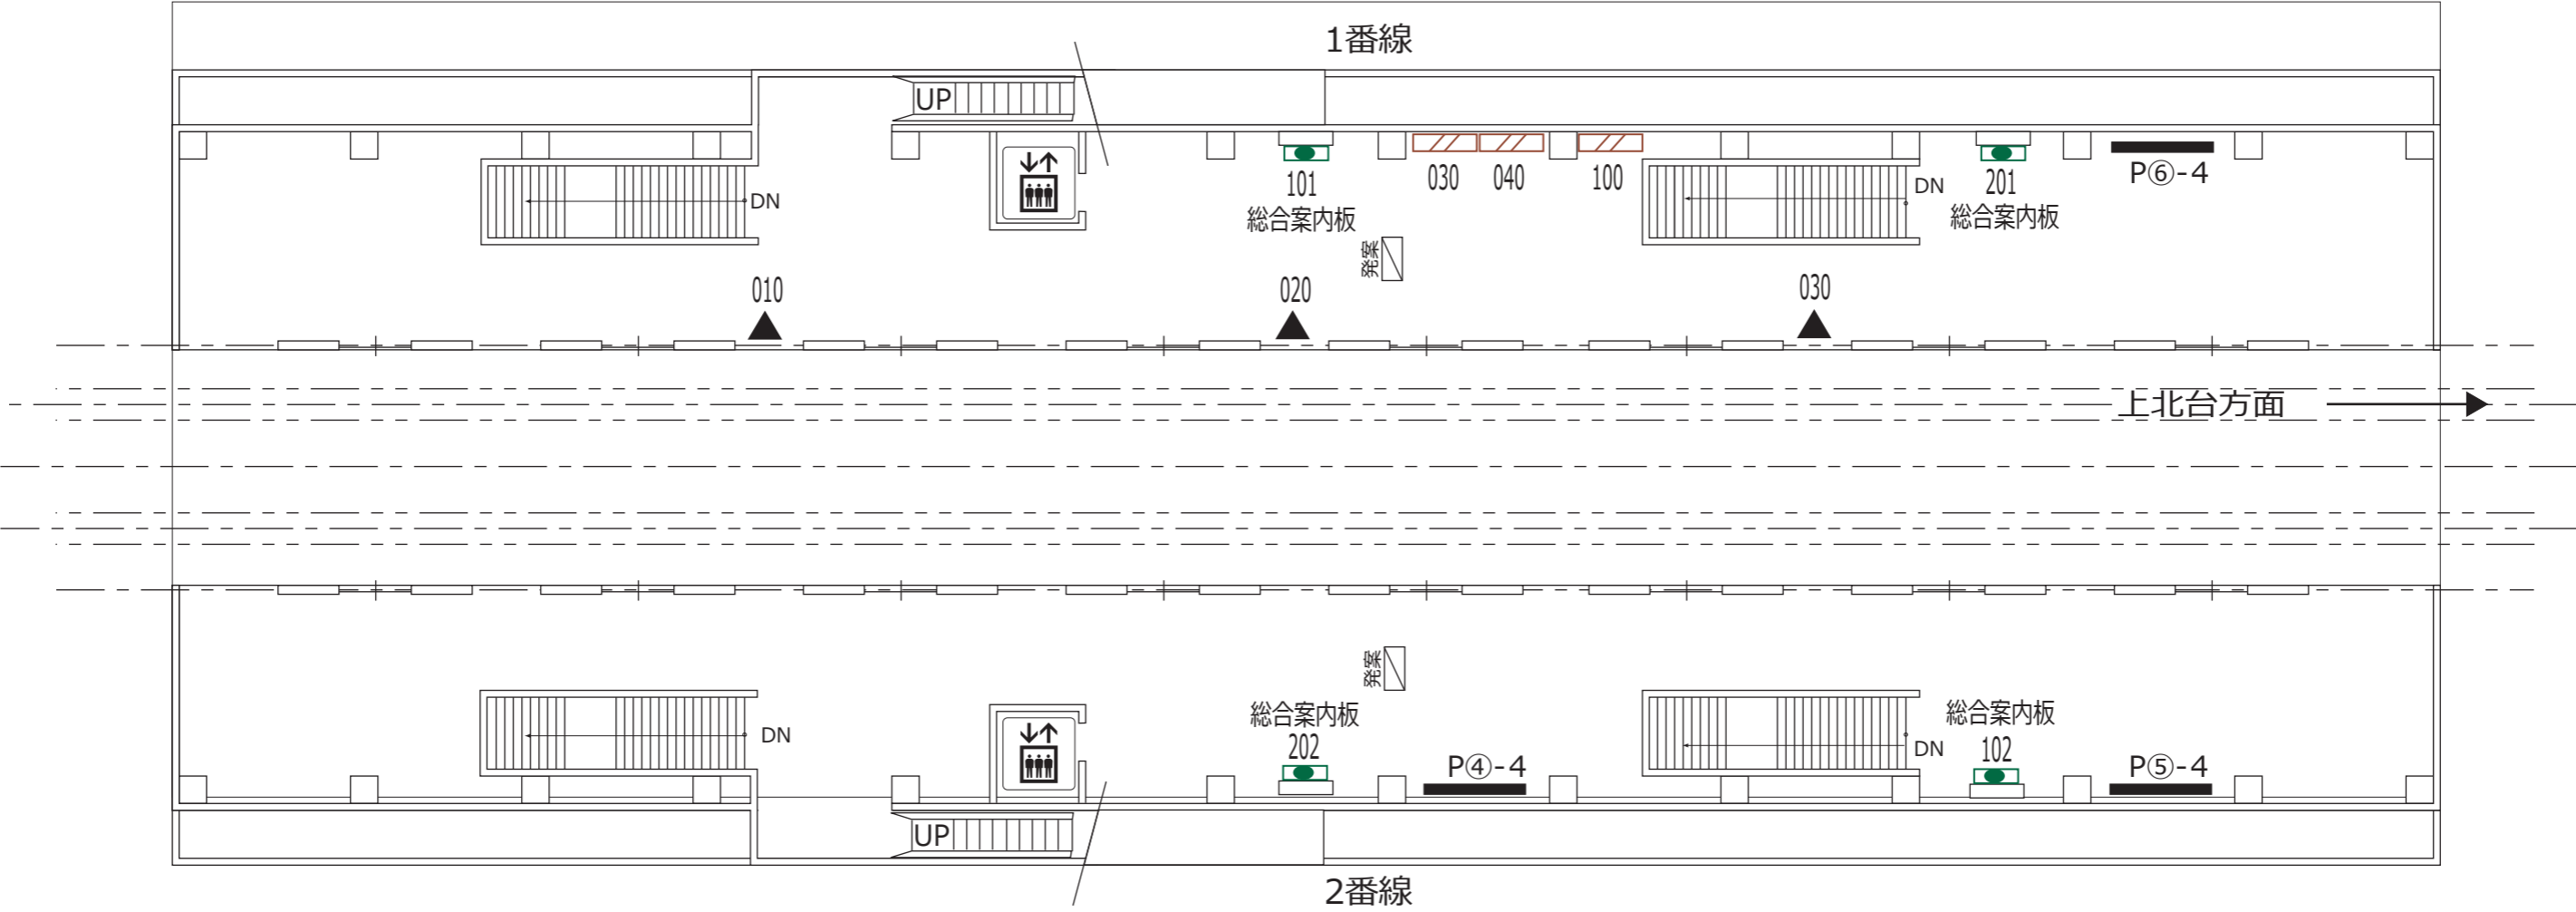 1番線
UP
DN
101
総合案内板
発案
030
040
100
DN
201
総合案内板
P⑥-4
010
020
030
上北台方面
発案
DN
総合案内板
202
P④-4
DN
総合案内板
102
P⑤-4
UP
2番線